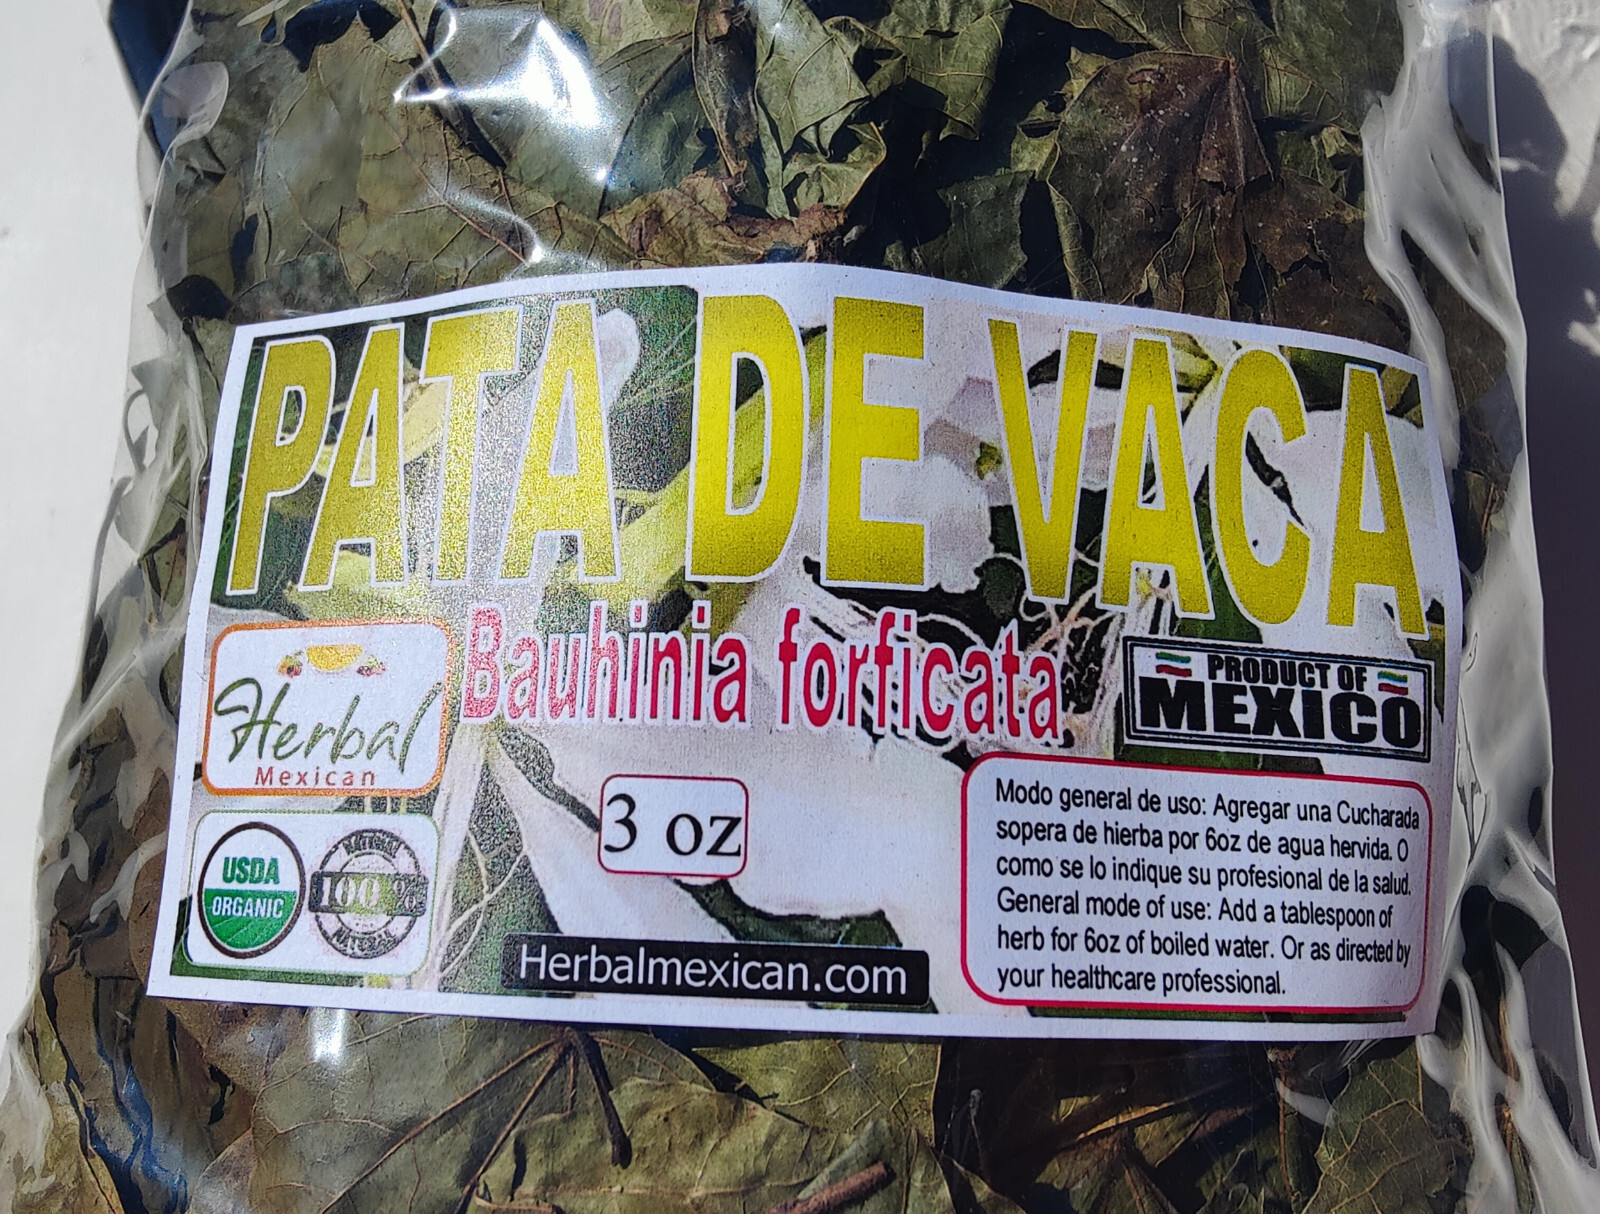 PATA DE VACA
Bauhinia forficata
Herbal
Mexican
PRODUCT OF
MEXICO
3 oz
USDA
ORGANIC
NATURAL
100 %
NATURAL
Herbalmexican.com
Modo general de uso: Agregar una Cucharada
sopera de hierba por 6oz de agua hervida. O
como se lo indique su profesional de la salud.
General mode of use: Add a tablespoon of
herb for 6oz of boiled water. Or as directed by
your healthcare professional.